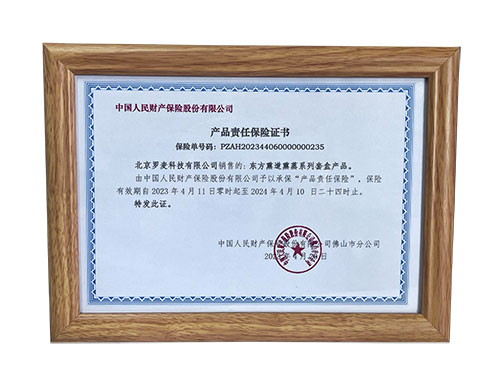 中国人民财产保险股份有限公司
产品责任保险证书
保险单号码：PZAH202344060000000235
北京罗麦科技有限公司销售的：东方薰道薰蒸系列套盒产品。
由中国人民财产保险股份有限公司予以承保“产品责任保险”。保险
有效期自2023年4月11日零时起至2024年4月10日二十四时止。
特发此证。
中国人民财产保险股份有限公司佛山市分公司